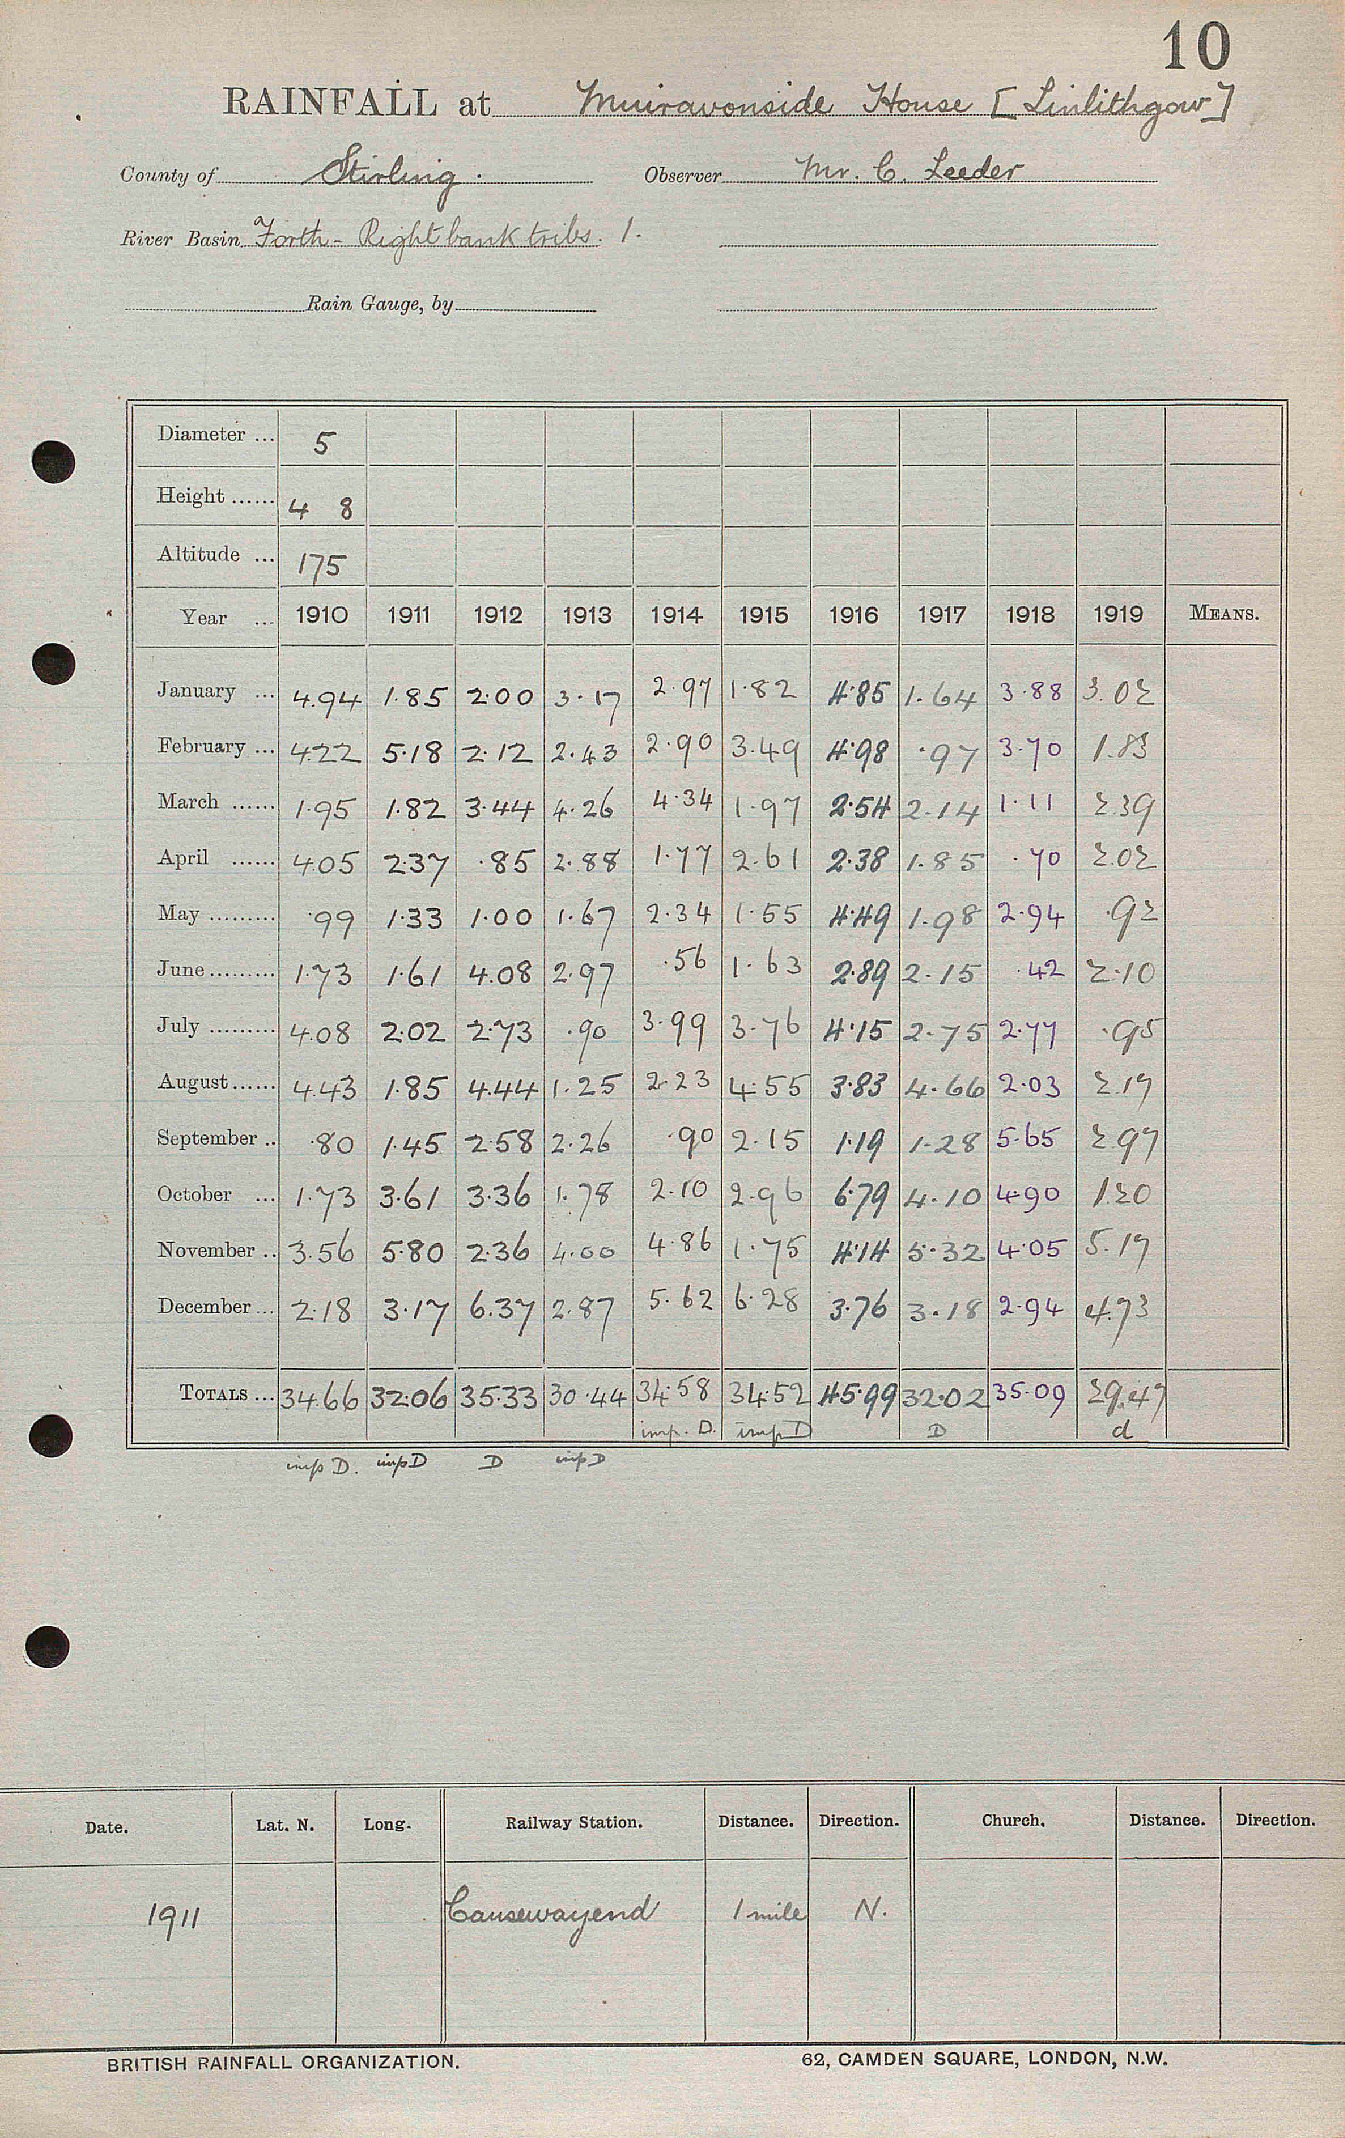 10
RAINFALL at Muiravonside House [Linlithgow]
County of Stirling. Observer Mr. C. Leeder
River Basin Forth - Right bank tribs. 1.
Rain Gauge, by
Diameter ... 5
Height ...... 4 8
Altitude ... 175
Year ... 1910 1911 1912 1913 1914 1915 1916 1917 1918 1919 MEANS.
January ... 4.94 1.85 2.00 3.17 2.97 1.82 4.85 1.64 3.88 3.02
February ... 4.22 5.18 2.12 2.43 2.90 3.49 4.98 .97 3.70 1.83
March ...... 1.95 1.82 3.44 4.26 4.34 1.97 2.54 2.14 1.11 2.39
April ...... 4.05 2.37 .85 2.88 1.77 2.61 2.38 1.85 .70 2.02
May ......... .99 1.33 1.00 1.67 2.34 1.55 4.49 1.98 2.94 .92
June ......... 1.73 1.61 4.08 2.97 .56 1.63 2.89 2.15 .42 2.10
July ......... 4.08 2.02 2.73 .90 3.99 3.76 4.15 2.75 2.77 .95
August ...... 4.43 1.85 4.44 1.25 2.23 4.55 3.83 4.66 2.03 2.19
September .. .80 1.45 2.58 2.26 .90 2.15 1.19 1.28 5.65 2.97
October ... 1.73 3.61 3.36 1.78 2.10 2.96 6.79 4.10 4.90 1.20
November .. 3.56 5.80 2.36 4.00 4.86 1.75 4.14 5.32 4.05 5.17
December ... 2.18 3.17 6.37 2.87 5.62 6.28 3.76 3.18 2.94 4.73
TOTALS ... 34.66 32.06 35.33 30.44 34.58 34.52 45.99 32.02 35.09 29.47
imp. D. imp D D d
imp D. imp D D imp D
Date. Lat. N. Long. Railway Station. Distance. Direction. Church. Distance. Direction.
1911 Causewayend 1 mile N.
BRITISH RAINFALL ORGANIZATION. 62, CAMDEN SQUARE, LONDON, N.W.